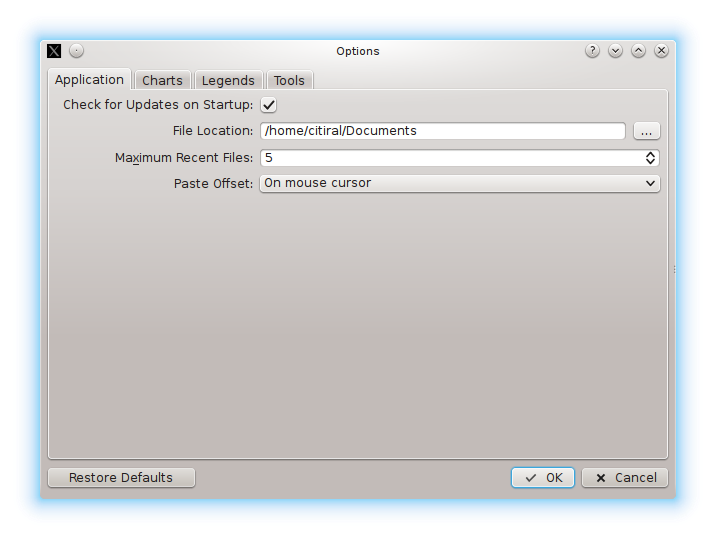 Options
Application Charts Legends Tools
Check for Updates on Startup:
File Location: /home/citiral/Documents ...
Maximum Recent Files: 5
Paste Offset: On mouse cursor
Restore Defaults OK Cancel